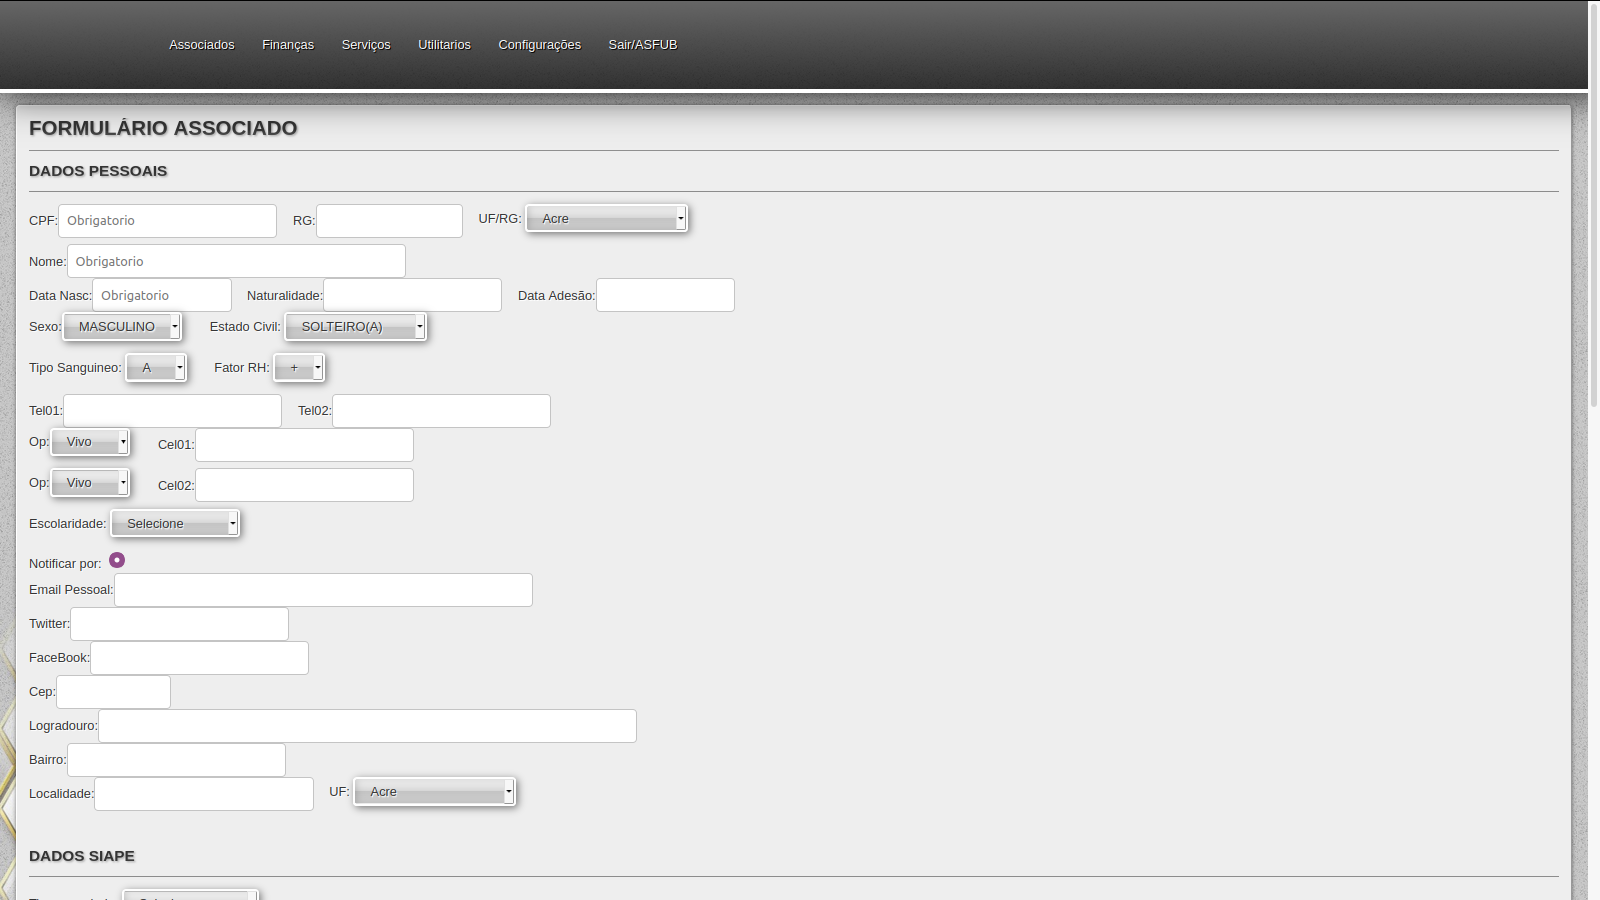 Associados Finanças Serviços Utilitarios Configurações Sair/ASFUB
FORMULÁRIO ASSOCIADO
DADOS PESSOAIS
CPF: Obrigatorio RG: UF/RG: Acre
Nome: Obrigatorio
Data Nasc: Obrigatorio Naturalidade: Data Adesão:
Sexo: MASCULINO Estado Civil: SOLTEIRO(A)
Tipo Sanguineo: A Fator RH: +
Tel01: Tel02:
Op: Vivo Cel01:
Op: Vivo Cel02:
Escolaridade: Selecione
Notificar por:
Email Pessoal:
Twitter:
FaceBook:
Cep:
Logradouro:
Bairro:
Localidade: UF: Acre
DADOS SIAPE